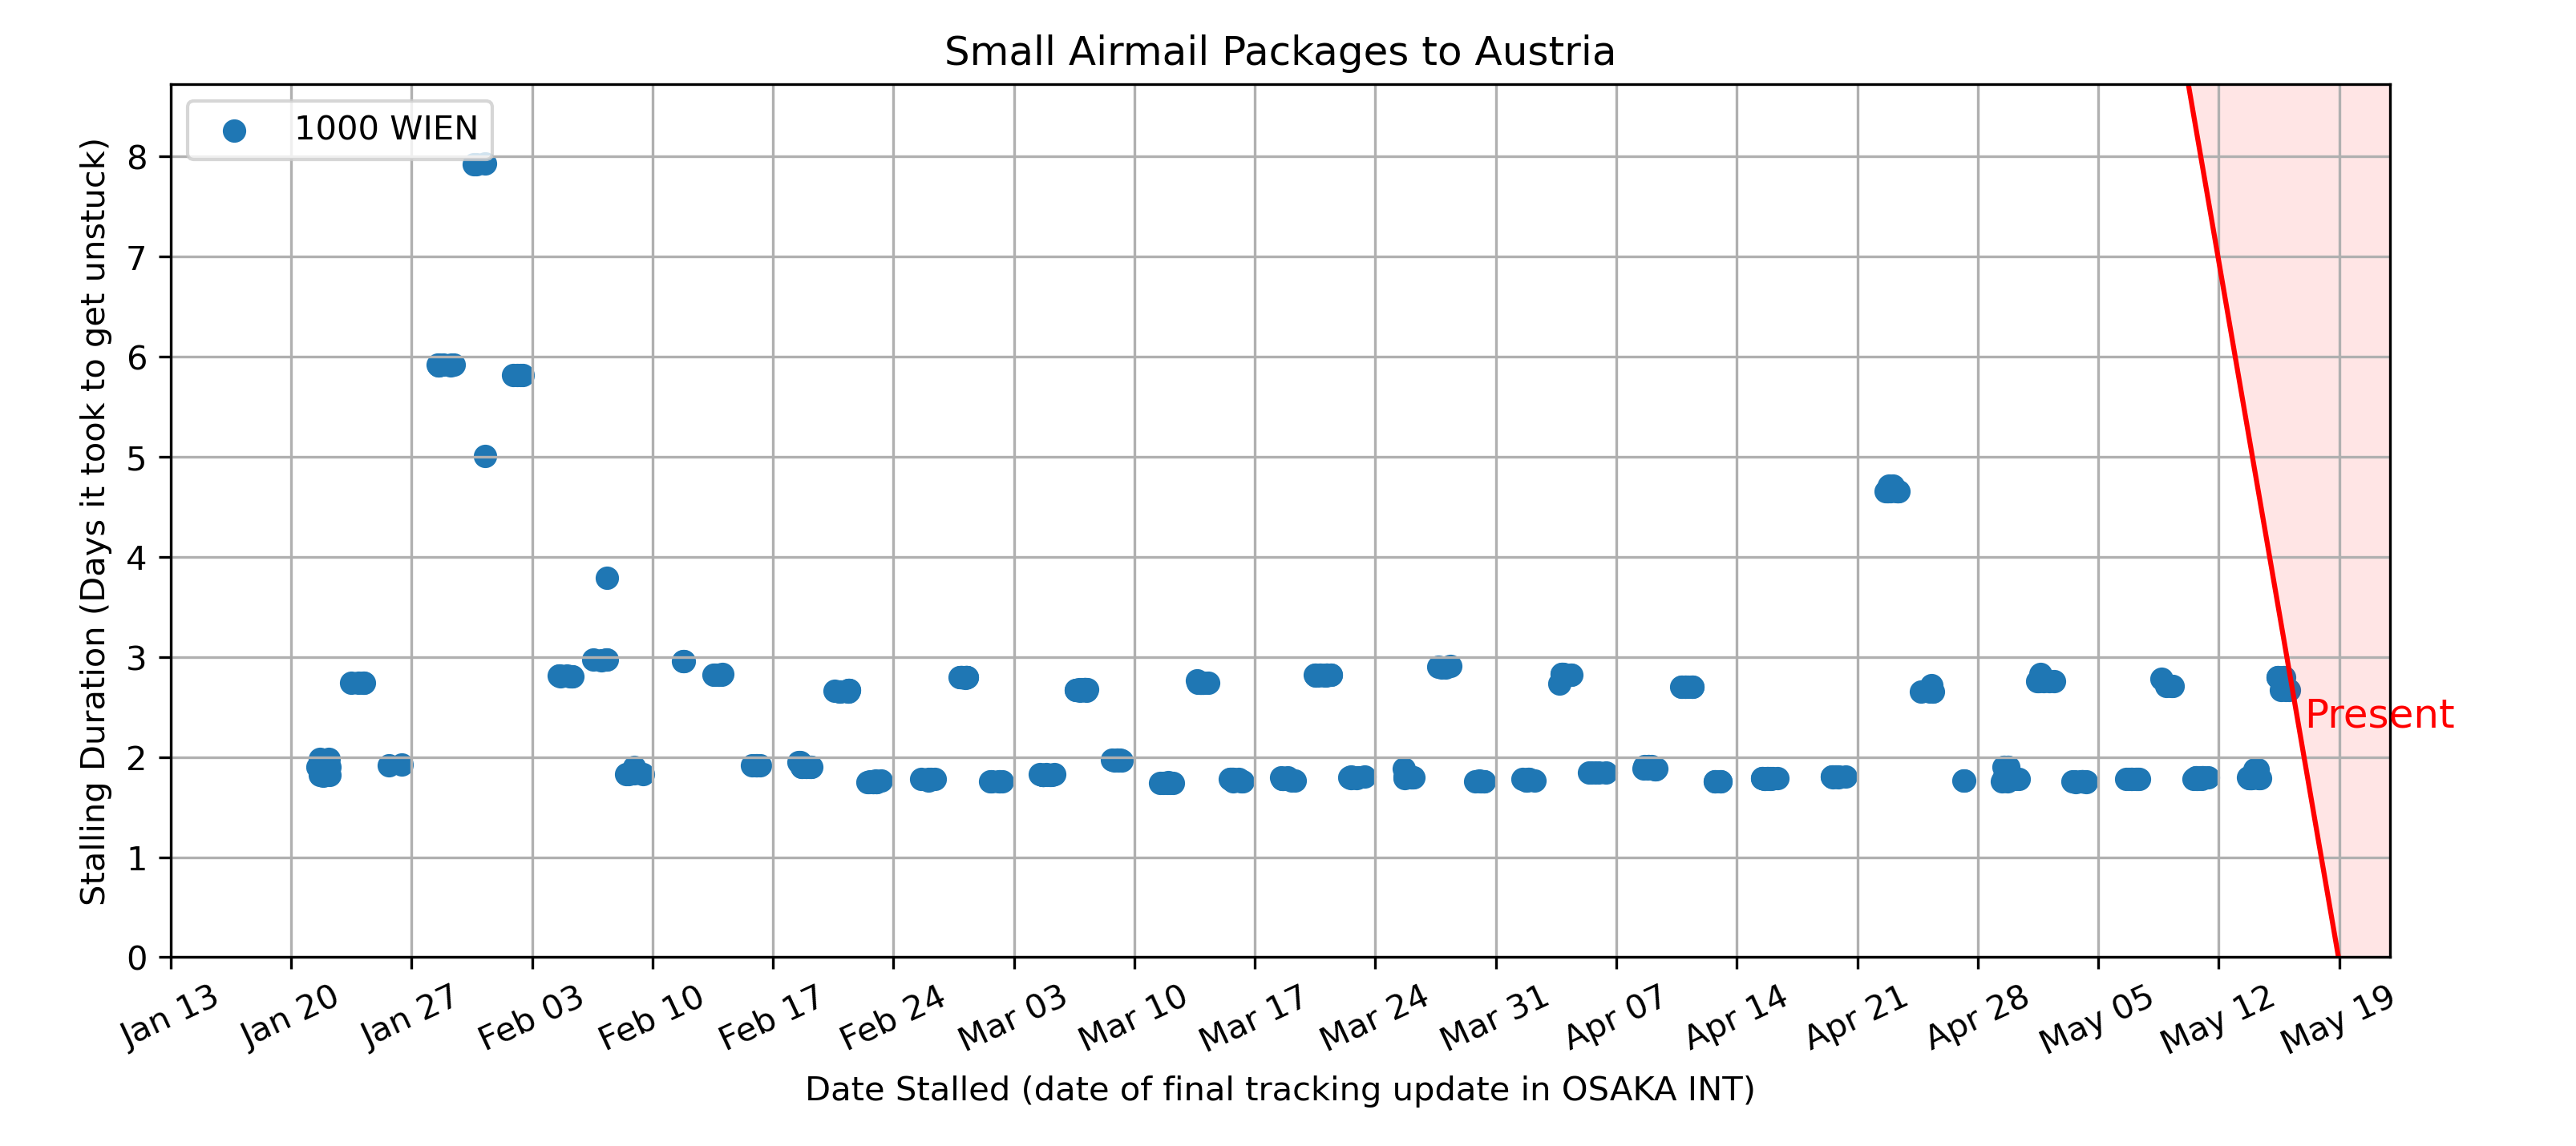 Small Airmail Packages to Austria
1000 WIEN
Stalling Duration (Days it took to get unstuck)
8
7
6
5
4
3
2
1
0
Present
Jan 13
Jan 20
Jan 27
Feb 03
Feb 10
Feb 17
Feb 24
Mar 03
Mar 10
Mar 17
Mar 24
Mar 31
Apr 07
Apr 14
Apr 21
Apr 28
May 05
May 12
May 19
Date Stalled (date of final tracking update in OSAKA INT)